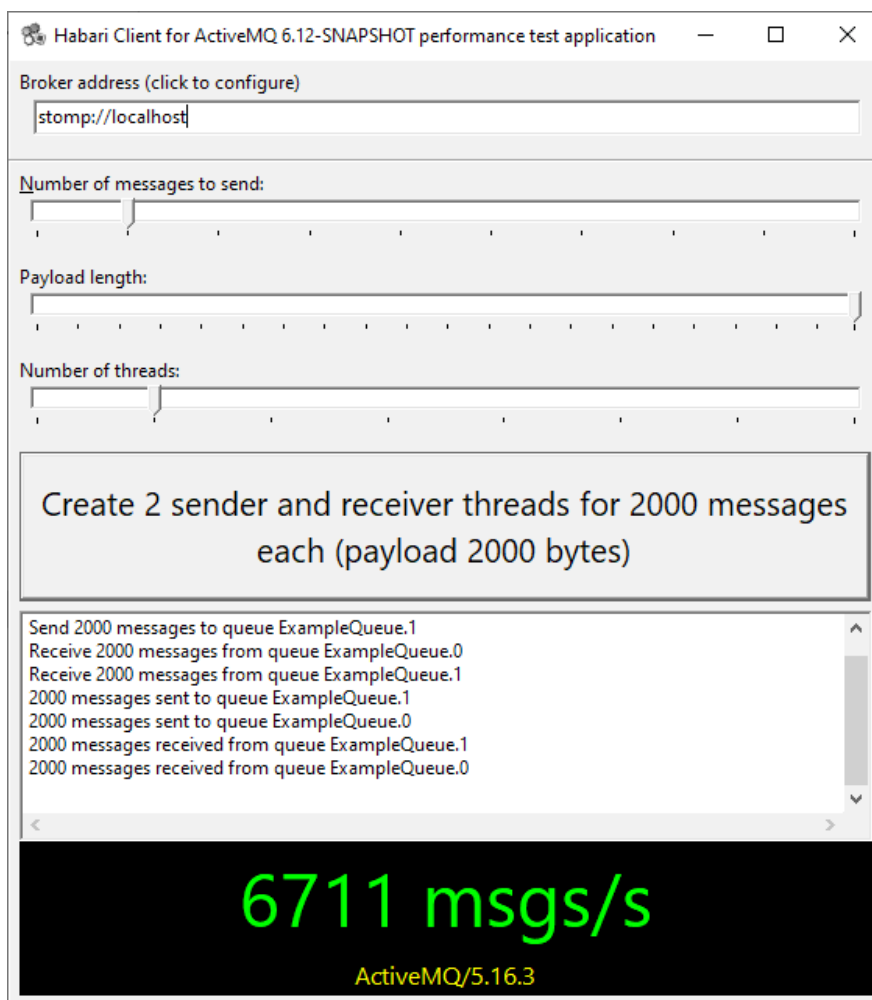 Habari Client for ActiveMQ 6.12-SNAPSHOT performance test application
Broker address (click to configure)
stomp://localhost
Number of messages to send:
Payload length:
Number of threads:
Create 2 sender and receiver threads for 2000 messages
each (payload 2000 bytes)
Send 2000 messages to queue ExampleQueue.1
Receive 2000 messages from queue ExampleQueue.0
Receive 2000 messages from queue ExampleQueue.1
2000 messages sent to queue ExampleQueue.1
2000 messages sent to queue ExampleQueue.0
2000 messages received from queue ExampleQueue.1
2000 messages received from queue ExampleQueue.0
6711 msgs/s
ActiveMQ/5.16.3